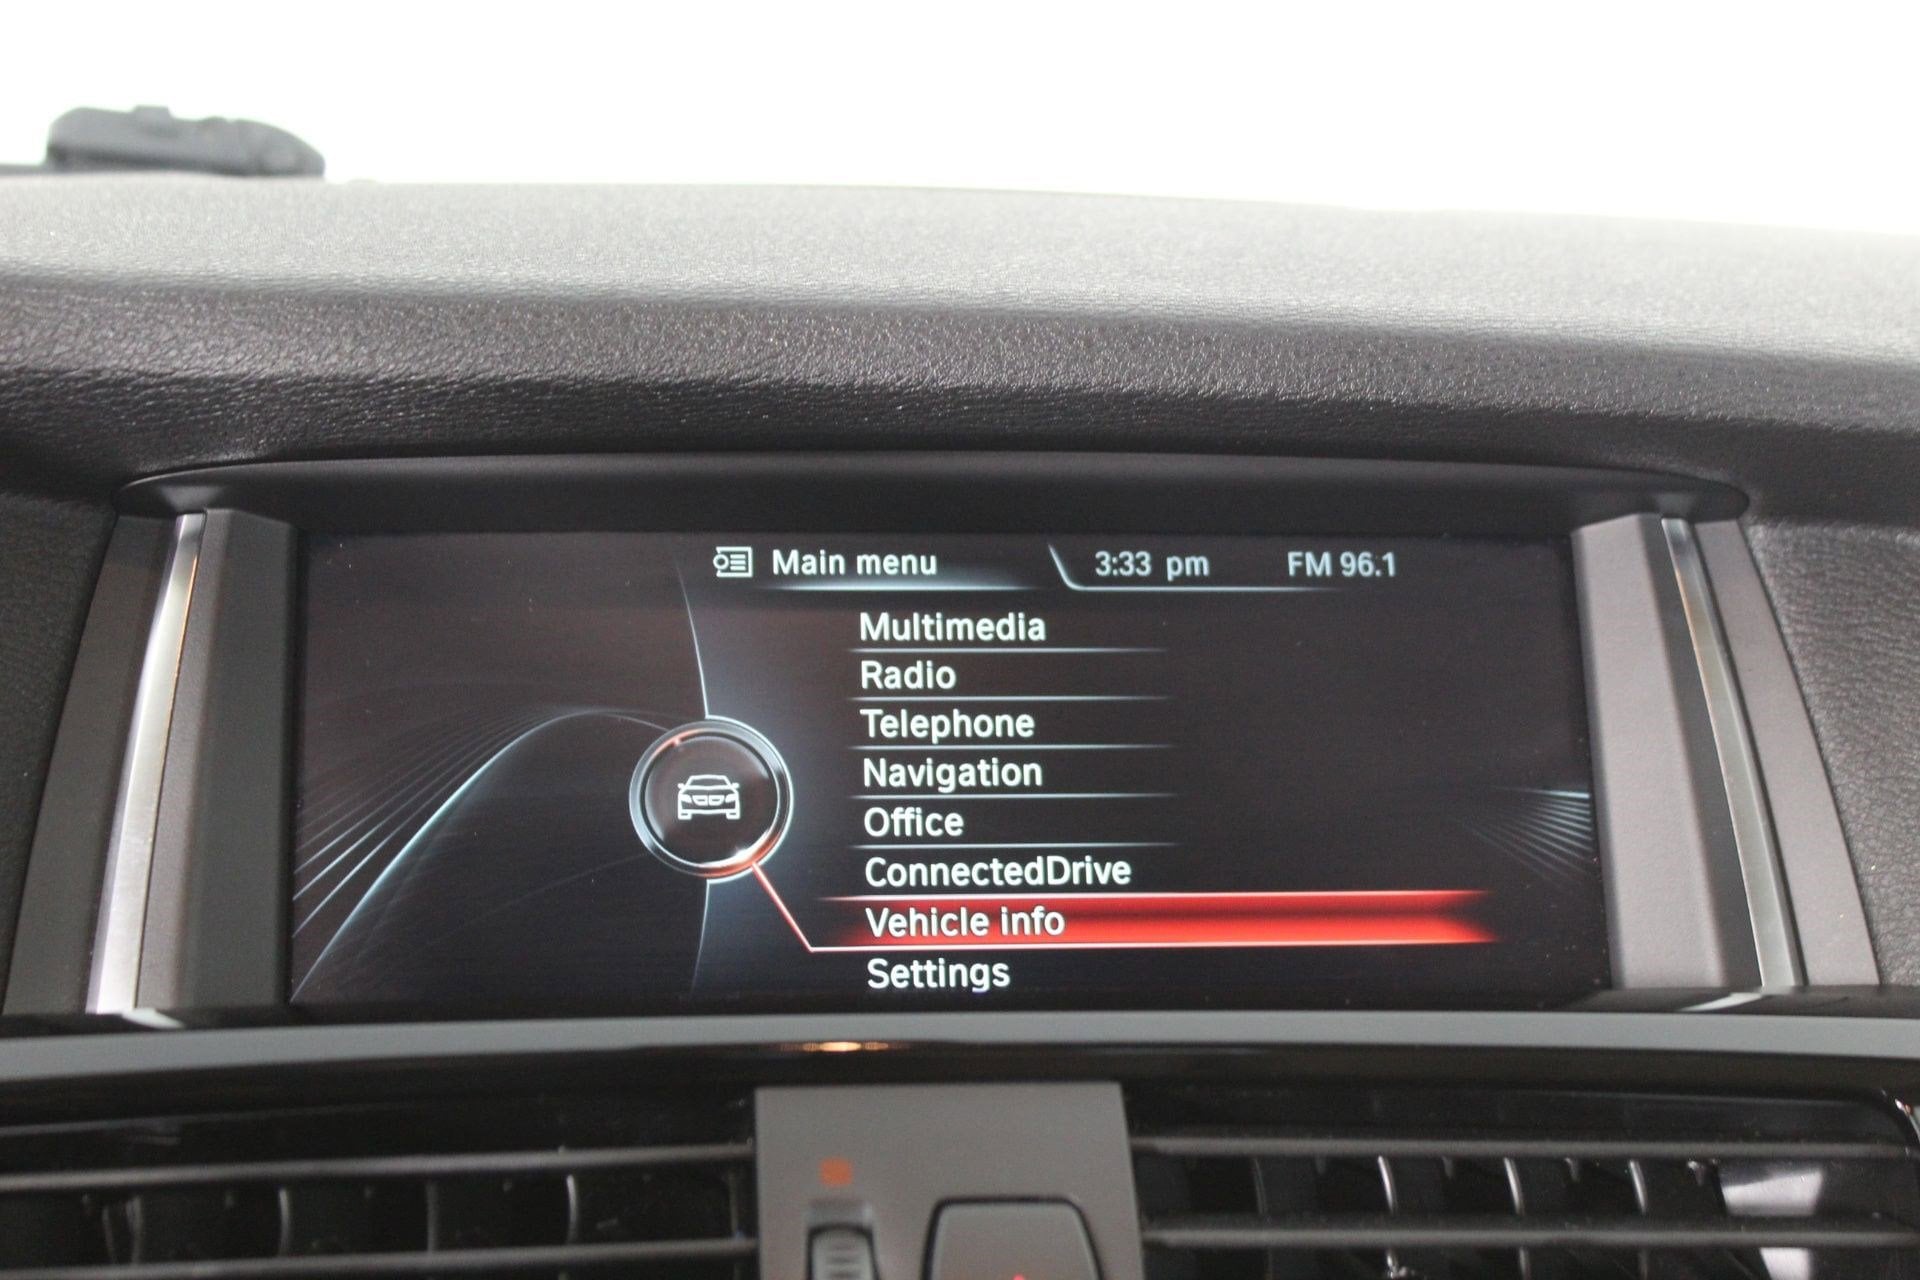 Main menu 3:33 pm FM 96.1
Multimedia
Radio
Telephone
Navigation
Office
ConnectedDrive
Vehicle info
Settings